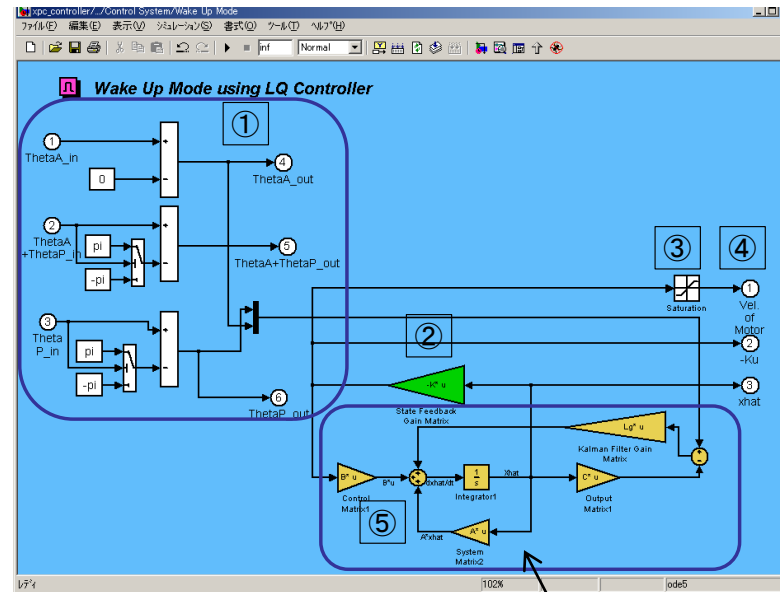 xpc_controller/.../Control System/Wake Up Mode
ファイル(F) 編集(E) 表示(V) シミュレーション(S) 書式(O) ツール(T) ヘルプ(H)
inf Normal
Wake Up Mode using LQ Controller
①
1
ThetaA_in
0
4
ThetaA_out
2
ThetaA
+ThetaP_in
pi
-pi
5
ThetaA+ThetaP_out
3
Theta
P_in
pi
-pi
6
ThetaP_out
②
③
④
Saturation
1
Vel.
of
Motor
2
-Ku
3
xhat
-K* u
State Feedback
Gain Matrix
Lg* u
Kalman Filter Gain
Matrix
B* u
Control
Matrix1
B*u
dxhat/dt
1
s
Integrator1
Xhat
C* u
Output
Matrix1
⑤
A*xhat
A* u
System
Matrix2
レディ 102% ode5